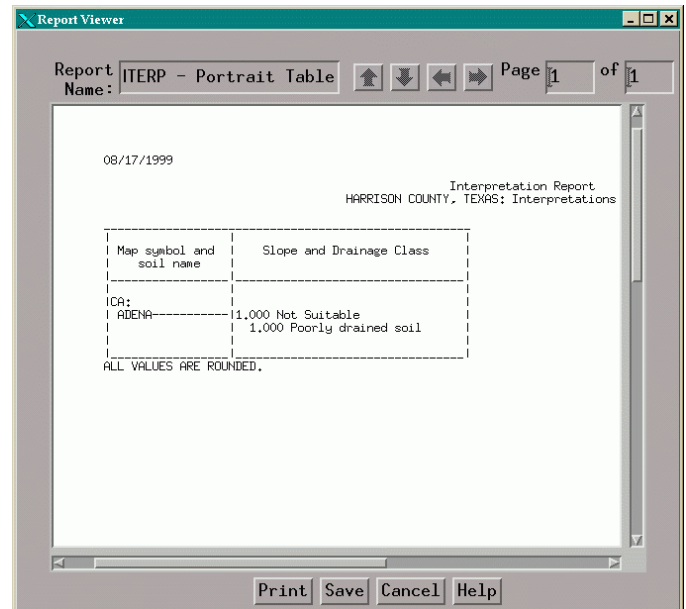 Report Viewer
Report Name: ITERP - Portrait Table Page 1 of 1
08/17/1999
Interpretation Report
HARRISON COUNTY, TEXAS; Interpretations
Map symbol and soil name | Slope and Drainage Class
CA:
ADENA-----------|1.000 Not Suitable
1.000 Poorly drained soil
ALL VALUES ARE ROUNDED.
Print Save Cancel Help